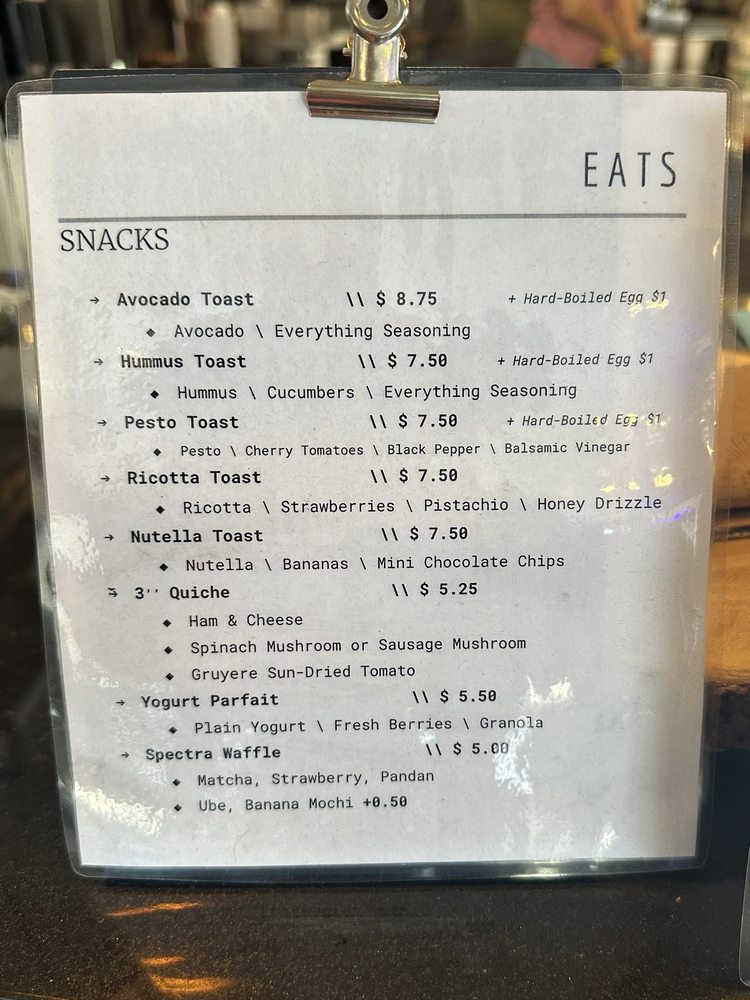 EATS
SNACKS
→ Avocado Toast \\ $ 8.75 + Hard-Boiled Egg $1
◆ Avocado \ Everything Seasoning
→ Hummus Toast \\ $ 7.50 + Hard-Boiled Egg $1
◆ Hummus \ Cucumbers \ Everything Seasoning
→ Pesto Toast \\ $ 7.50 + Hard-Boiled Egg $1
◆ Pesto \ Cherry Tomatoes \ Black Pepper \ Balsamic Vinegar
→ Ricotta Toast \\ $ 7.50
◆ Ricotta \ Strawberries \ Pistachio \ Honey Drizzle
→ Nutella Toast \\ $ 7.50
◆ Nutella \ Bananas \ Mini Chocolate Chips
→ 3'' Quiche \\ $ 5.25
◆ Ham & Cheese
◆ Spinach Mushroom or Sausage Mushroom
◆ Gruyere Sun-Dried Tomato
→ Yogurt Parfait \\ $ 5.50
◆ Plain Yogurt \ Fresh Berries \ Granola
→ Spectra Waffle \\ $ 5.00
◆ Matcha, Strawberry, Pandan
◆ Ube, Banana Mochi +0.50